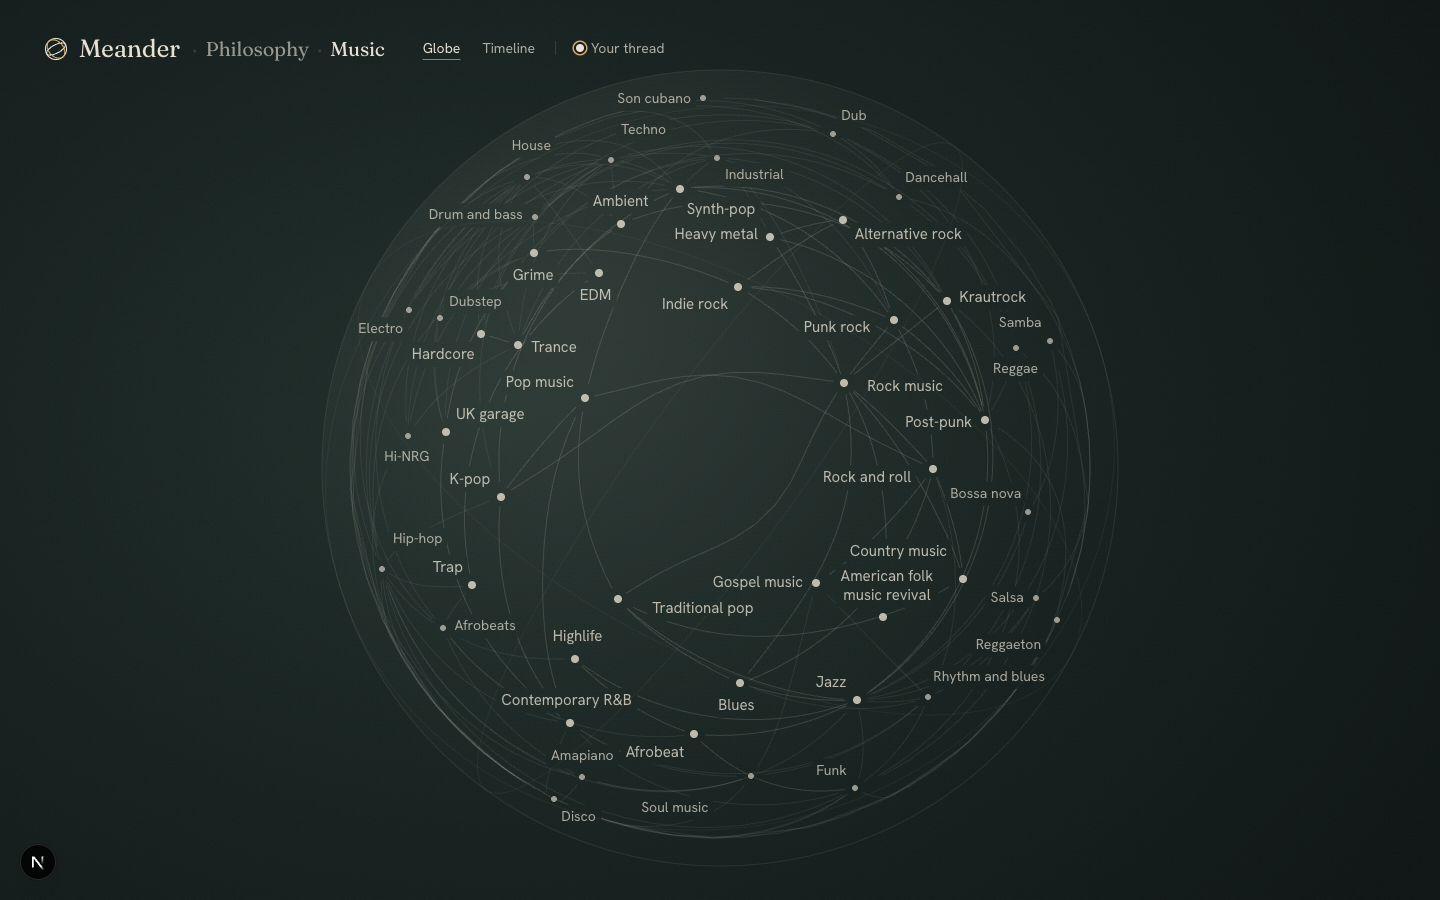 Meander · Philosophy · Music
Globe Timeline Your thread
Son cubano
Dub
Techno
House
Industrial
Dancehall
Ambient
Synth-pop
Drum and bass
Heavy metal
Alternative rock
Grime
EDM
Indie rock
Krautrock
Dubstep
Samba
Electro
Punk rock
Hardcore
Trance
Reggae
Pop music
Rock music
UK garage
Post-punk
Hi-NRG
K-pop
Rock and roll
Bossa nova
Hip-hop
Country music
Trap
Gospel music
American folk
music revival
Salsa
Traditional pop
Afrobeats
Highlife
Reggaeton
Rhythm and blues
Jazz
Contemporary R&B
Blues
Amapiano
Afrobeat
Funk
Soul music
Disco
N